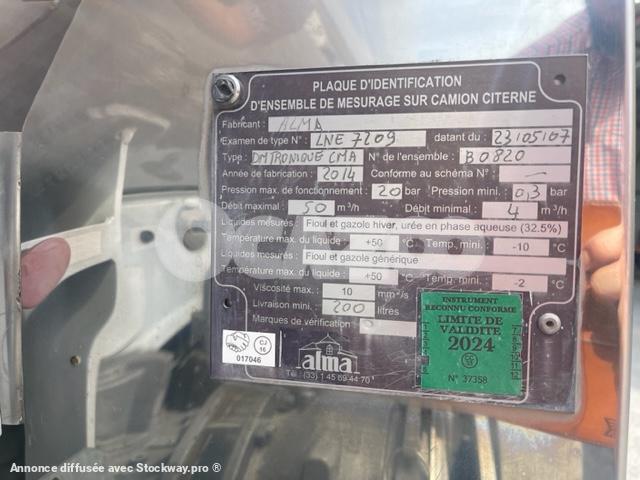 PLAQUE D'IDENTIFICATION
D'ENSEMBLE DE MESURAGE SUR CAMION CITERNE
Fabricant : ALMA
Examen de type N° : LNE 7209 datant du : 23/05/07
Type : DMTRONIQUE CMA N° de l'ensemble : B0820
Année de fabrication : 2014 Conforme au schéma N° : —
Pression max. de fonctionnement : 20 bar Pression mini. : 0,3 bar
Débit maximal : 50 m³/h Débit minimal : 4 m³/h
Liquides mesurés : Fioul et gazole hiver, urée en phase aqueuse (32.5%)
Température max. du liquide : +50 °C Temp. mini. : -10 °C
Liquides mesurés : Fioul et gazole générique
Température max. du liquide : +50 °C Temp. mini. : -2 °C
Viscosité max. : 10 mm²/s
Livraison mini. : 200 litres
Marques de vérification :
CJ
16
017046
alma
Tél : (33) 1 45 69 44 70
INSTRUMENT
RECONNU CONFORME
LIMITE DE
VALIDITE
2024
N° 37358
Annonce diffusée avec Stockway.pro ®